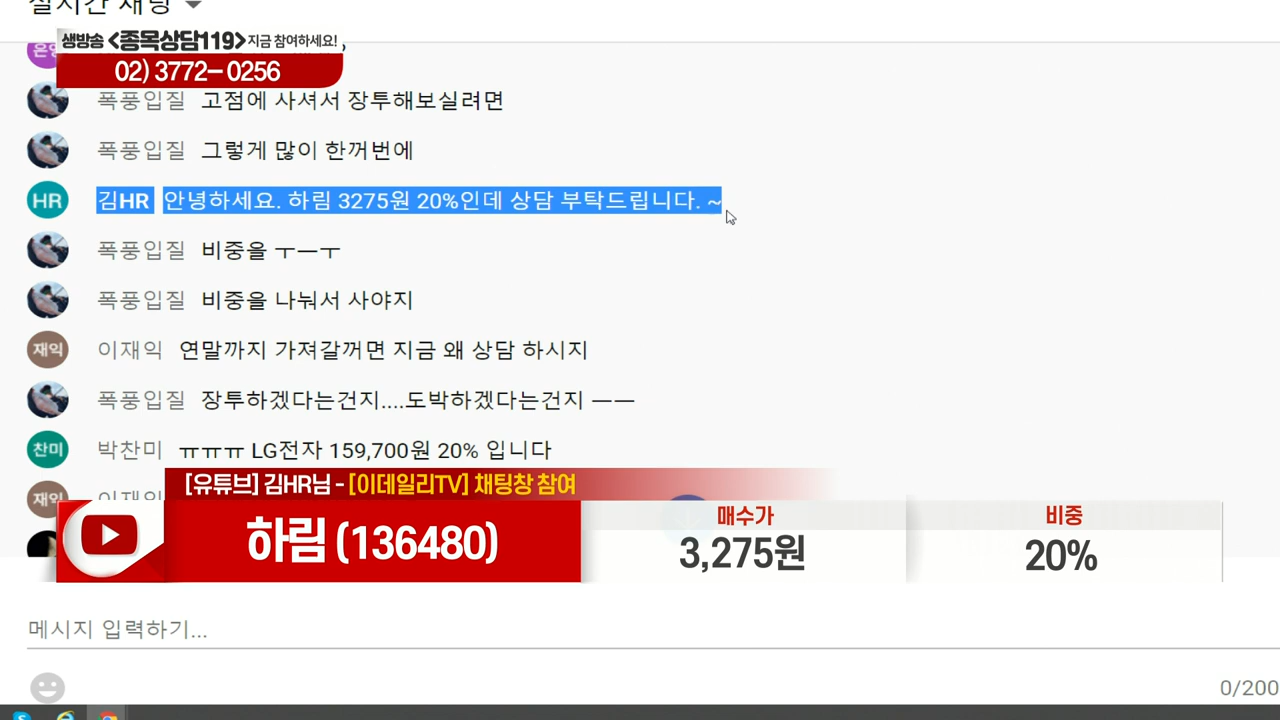 실시간 채팅
생방송 <종목상담119> 지금 참여하세요!
02) 3772-0256
폭풍입질 고점에 사셔서 장투해보실려면
폭풍입질 그렇게 많이 한꺼번에
HR 김HR 안녕하세요. 하림 3275원 20%인데 상담 부탁드립니다. ~
폭풍입질 비중을 ㅜㅡㅜ
폭풍입질 비중을 나눠서 사야지
재익 이재익 연말까지 가져갈꺼면 지금 왜 상담 하시지
폭풍입질 장투하겠다는건지....도박하겠다는건지 ㅡㅡ
찬미 박찬미 ㅠㅠㅠ LG전자 159,700원 20% 입니다
재익 이재익
[유튜브] 김HR님 - [이데일리TV] 채팅창 참여
하림 (136480)
매수가
3,275원
비중
20%
메시지 입력하기...
0/200